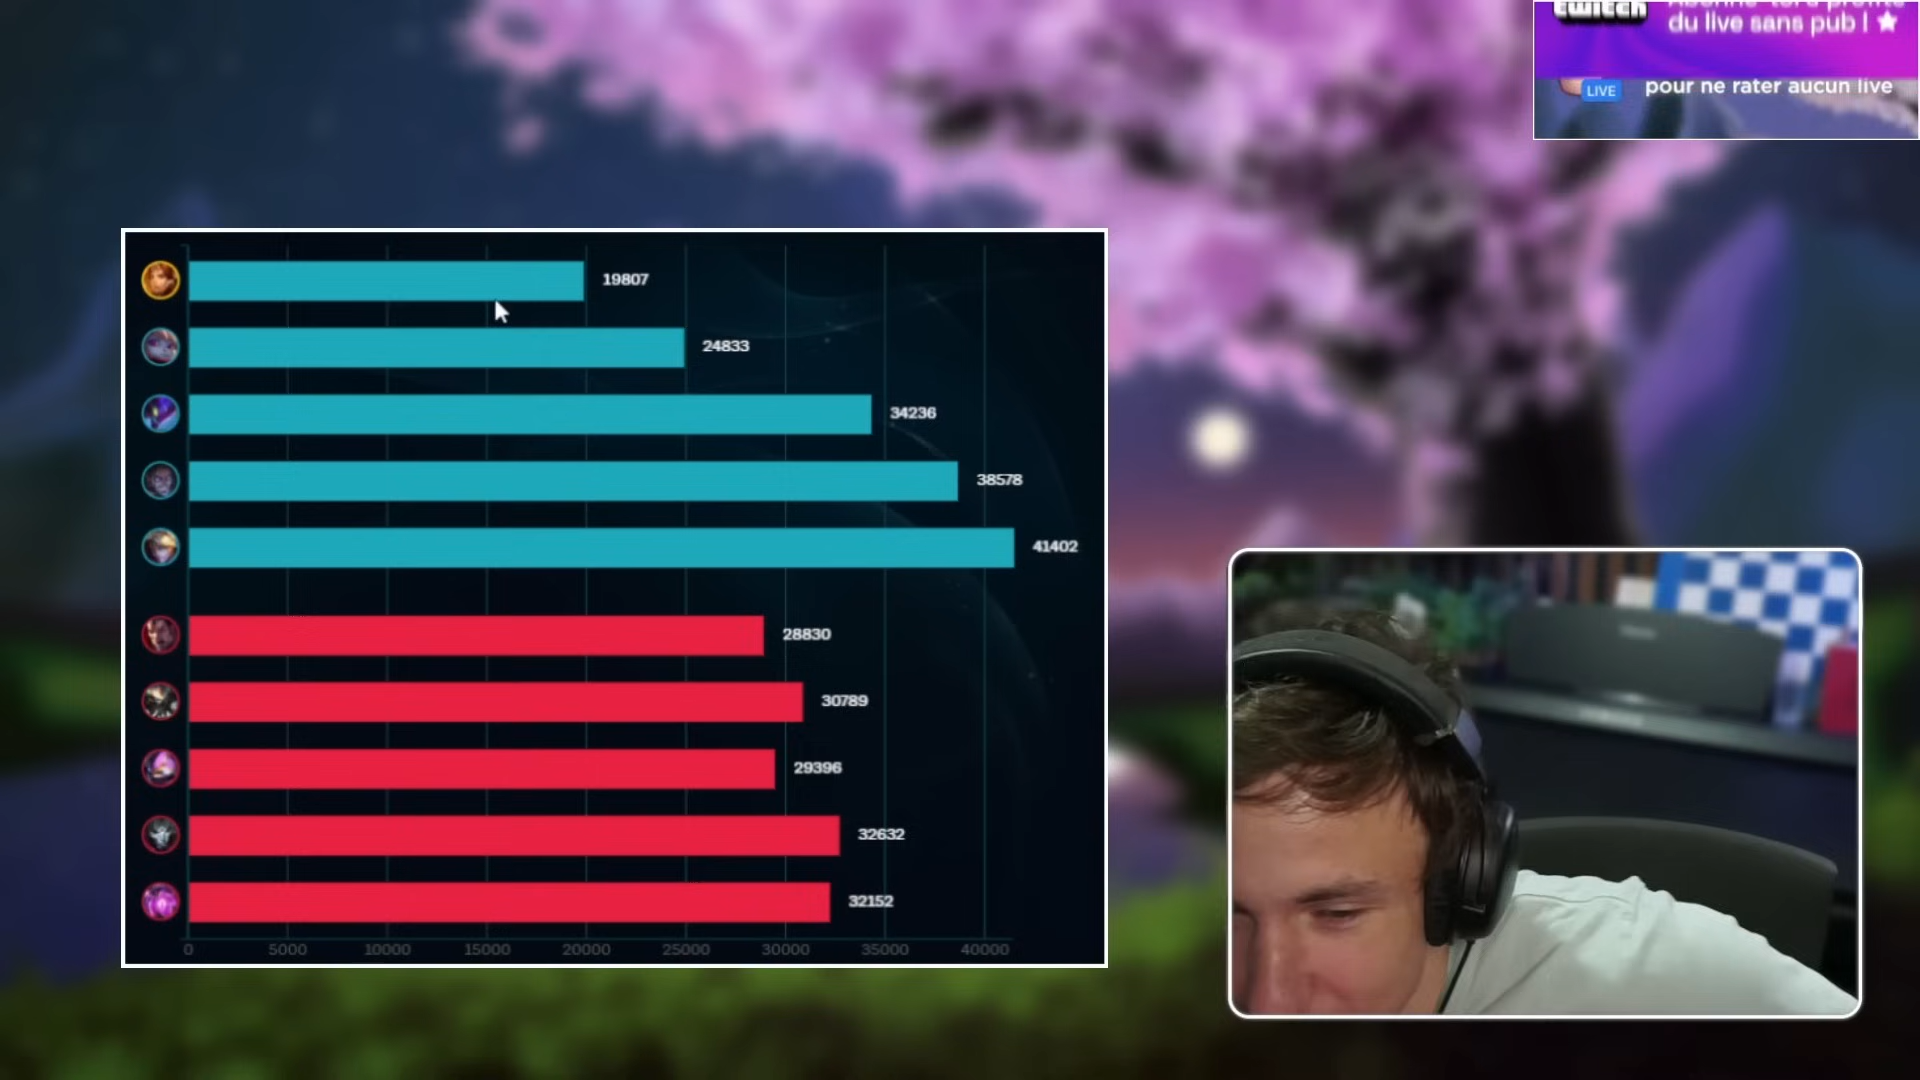 twitch
du live sans pub ! ★
LIVE
pour ne rater aucun live
19807
24833
34236
38578
41402
28830
30789
29396
32632
32152
0 5000 10000 15000 20000 25000 30000 35000 40000